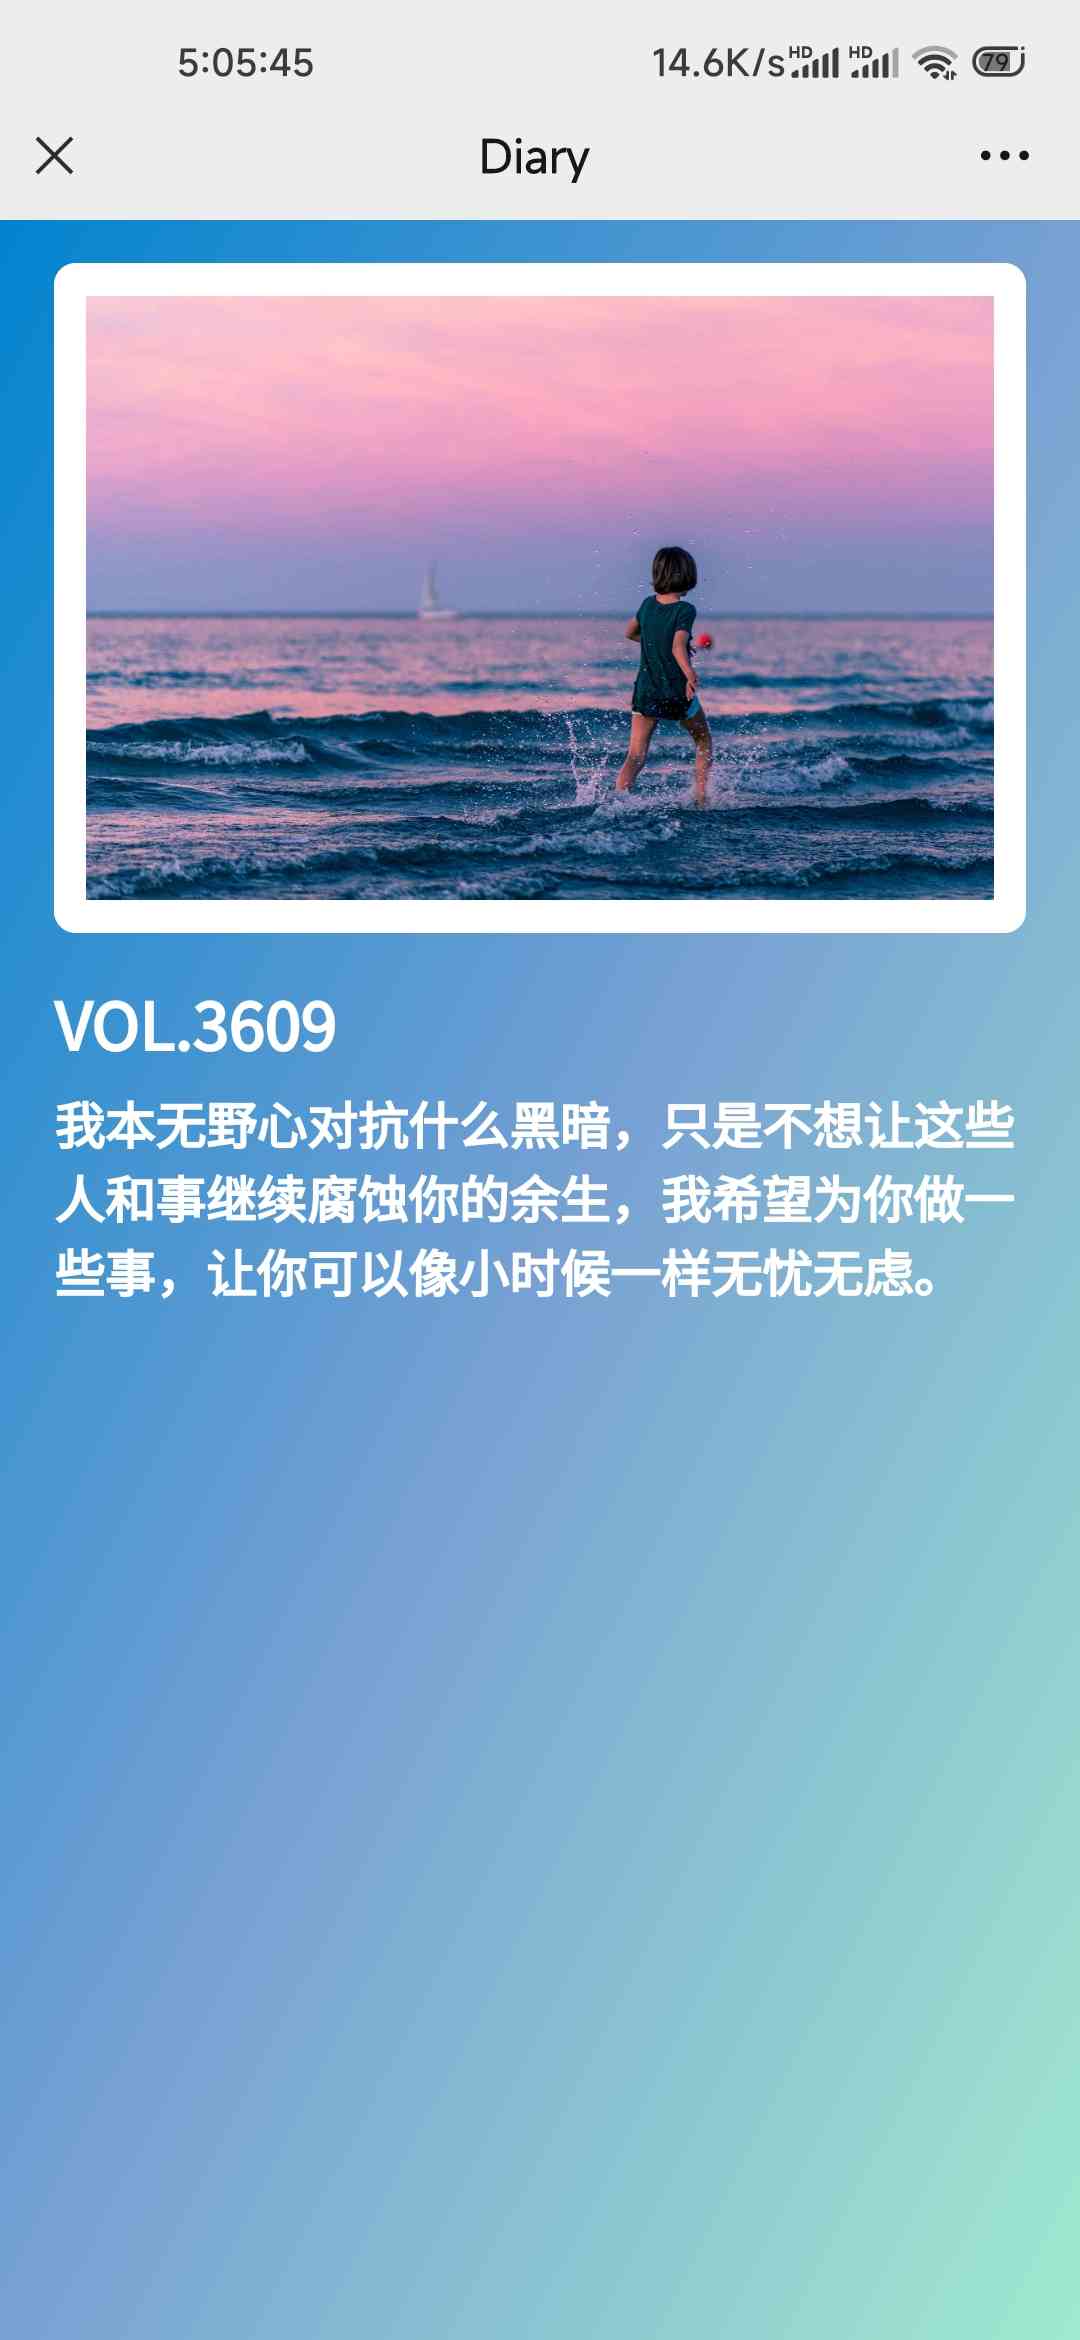 5:05:45
14.6K/s HD HD 79
Diary
VOL.3609
我本无野心对抗什么黑暗，只是不想让这些
人和事继续腐蚀你的余生，我希望为你做一
些事，让你可以像小时候一样无忧无虑。